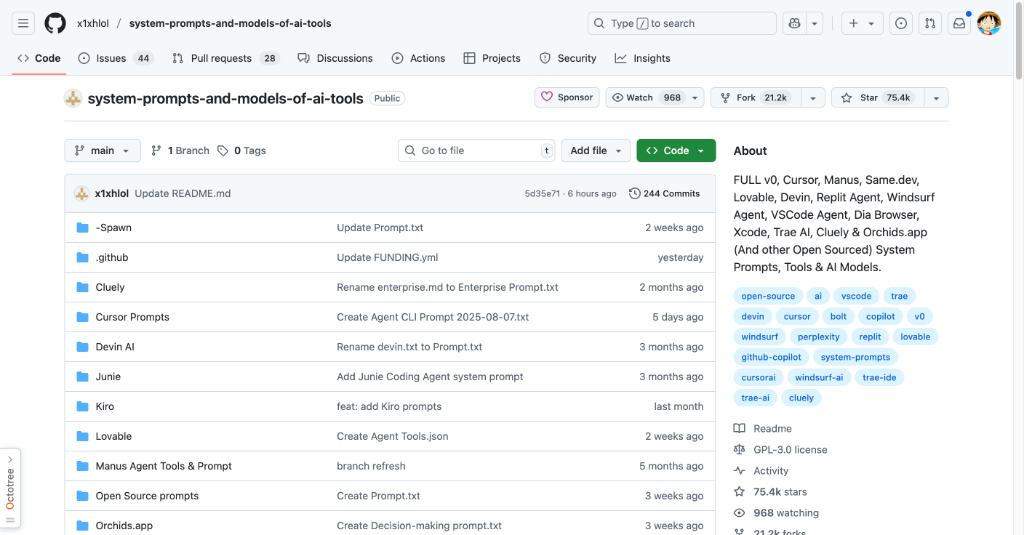 x1xhlol / system-prompts-and-models-of-ai-tools
Type / to search
Code
Issues 44
Pull requests 28
Discussions
Actions
Projects
Security
Insights
system-prompts-and-models-of-ai-tools Public
Sponsor
Watch 968
Fork 21.2k
Star 75.4k
main
1 Branch
0 Tags
Go to file t
Add file
Code
x1xhlol Update README.md 5d35e71 · 6 hours ago 244 Commits
-Spawn Update Prompt.txt 2 weeks ago
.github Update FUNDING.yml yesterday
Cluely Rename enterprise.md to Enterprise Prompt.txt 2 months ago
Cursor Prompts Create Agent CLI Prompt 2025-08-07.txt 5 days ago
Devin AI Rename devin.txt to Prompt.txt 3 months ago
Junie Add Junie Coding Agent system prompt 3 months ago
Kiro feat: add Kiro prompts last month
Lovable Create Agent Tools.json 2 weeks ago
Manus Agent Tools & Prompt branch refresh 5 months ago
Open Source prompts Create Prompt.txt 3 weeks ago
Orchids.app Create Decision-making prompt.txt 3 weeks ago
About
FULL v0, Cursor, Manus, Same.dev,
Lovable, Devin, Replit Agent, Windsurf
Agent, VSCode Agent, Dia Browser,
Xcode, Trae AI, Cluely & Orchids.app
(And other Open Sourced) System
Prompts, Tools & AI Models.
open-source ai vscode trae
devin cursor bolt copilot v0
windsurf perplexity replit lovable
github-copilot system-prompts
cursorai windsurf-ai trae-ide
trae-ai cluely
Readme
GPL-3.0 license
Activity
75.4k stars
968 watching
21.2k forks
Octotree